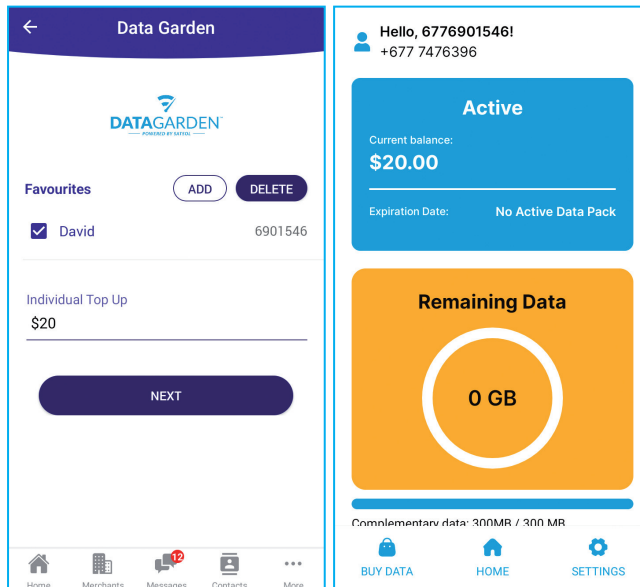 Data Garden
DATAGARDEN
POWERED BY SATSOL
Favourites ADD DELETE
David 6901546
Individual Top Up
$20
NEXT
12
Home Merchants Messages Contacts More
Hello, 6776901546!
+677 7476396
Active
Current balance:
$20.00
Expiration Date: No Active Data Pack
Remaining Data
0 GB
Complementary data: 300MB / 300 MB
BUY DATA HOME SETTINGS